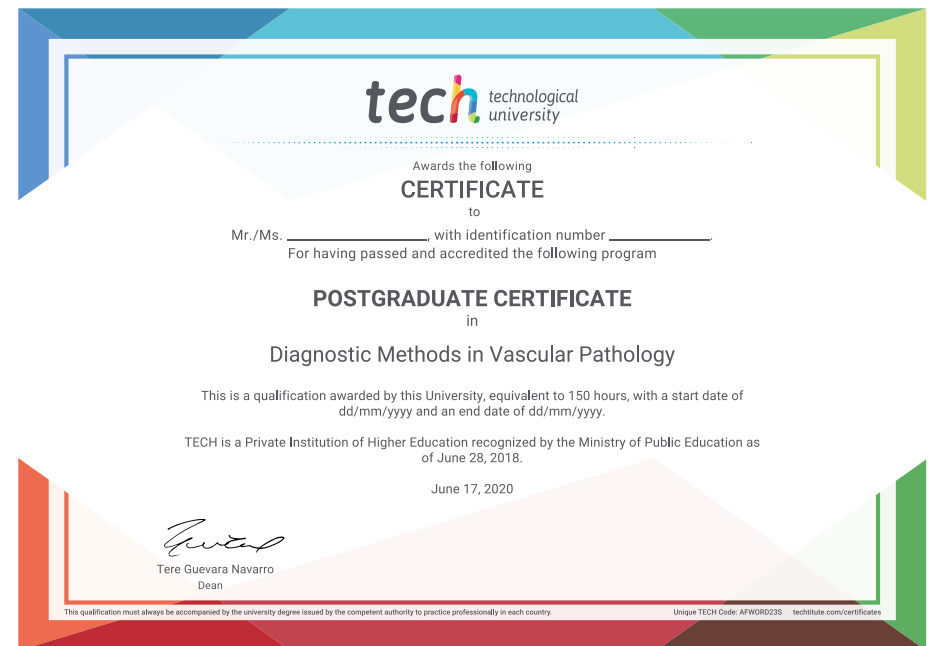 tech technological
university
Awards the following
CERTIFICATE
to
Mr./Ms. ____________________, with identification number ______________.
For having passed and accredited the following program
POSTGRADUATE CERTIFICATE
in
Diagnostic Methods in Vascular Pathology
This is a qualification awarded by this University, equivalent to 150 hours, with a start date of
dd/mm/yyyy and an end date of dd/mm/yyyy.
TECH is a Private Institution of Higher Education recognized by the Ministry of Public Education as
of June 28, 2018.
June 17, 2020
Tere Guevara Navarro
Dean
This qualification must always be accompanied by the university degree issued by the competent authority to practice professionally in each country. Unique TECH Code: AFWORD23S techtitute.com/certificates